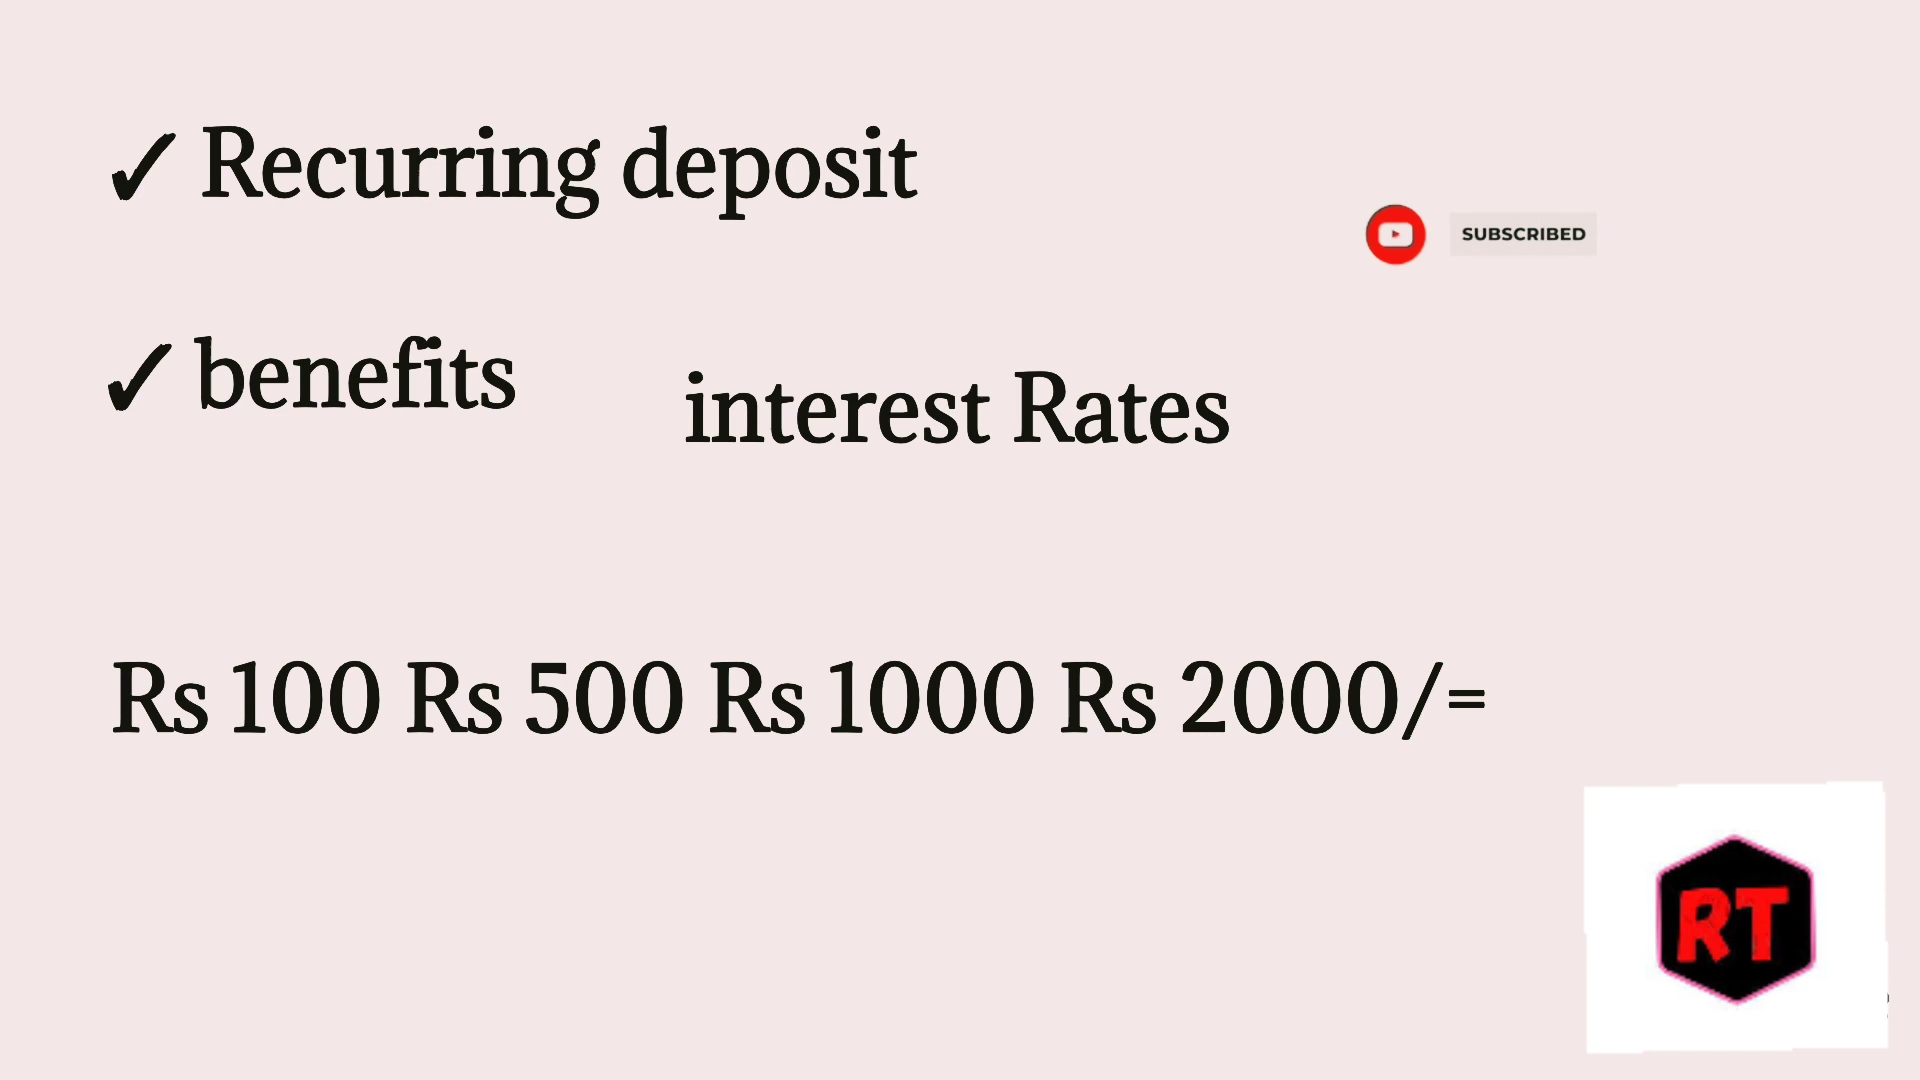 ✓ Recurring deposit
SUBSCRIBED
✓ benefits
interest Rates
Rs 100 Rs 500 Rs 1000 Rs 2000/=
RT